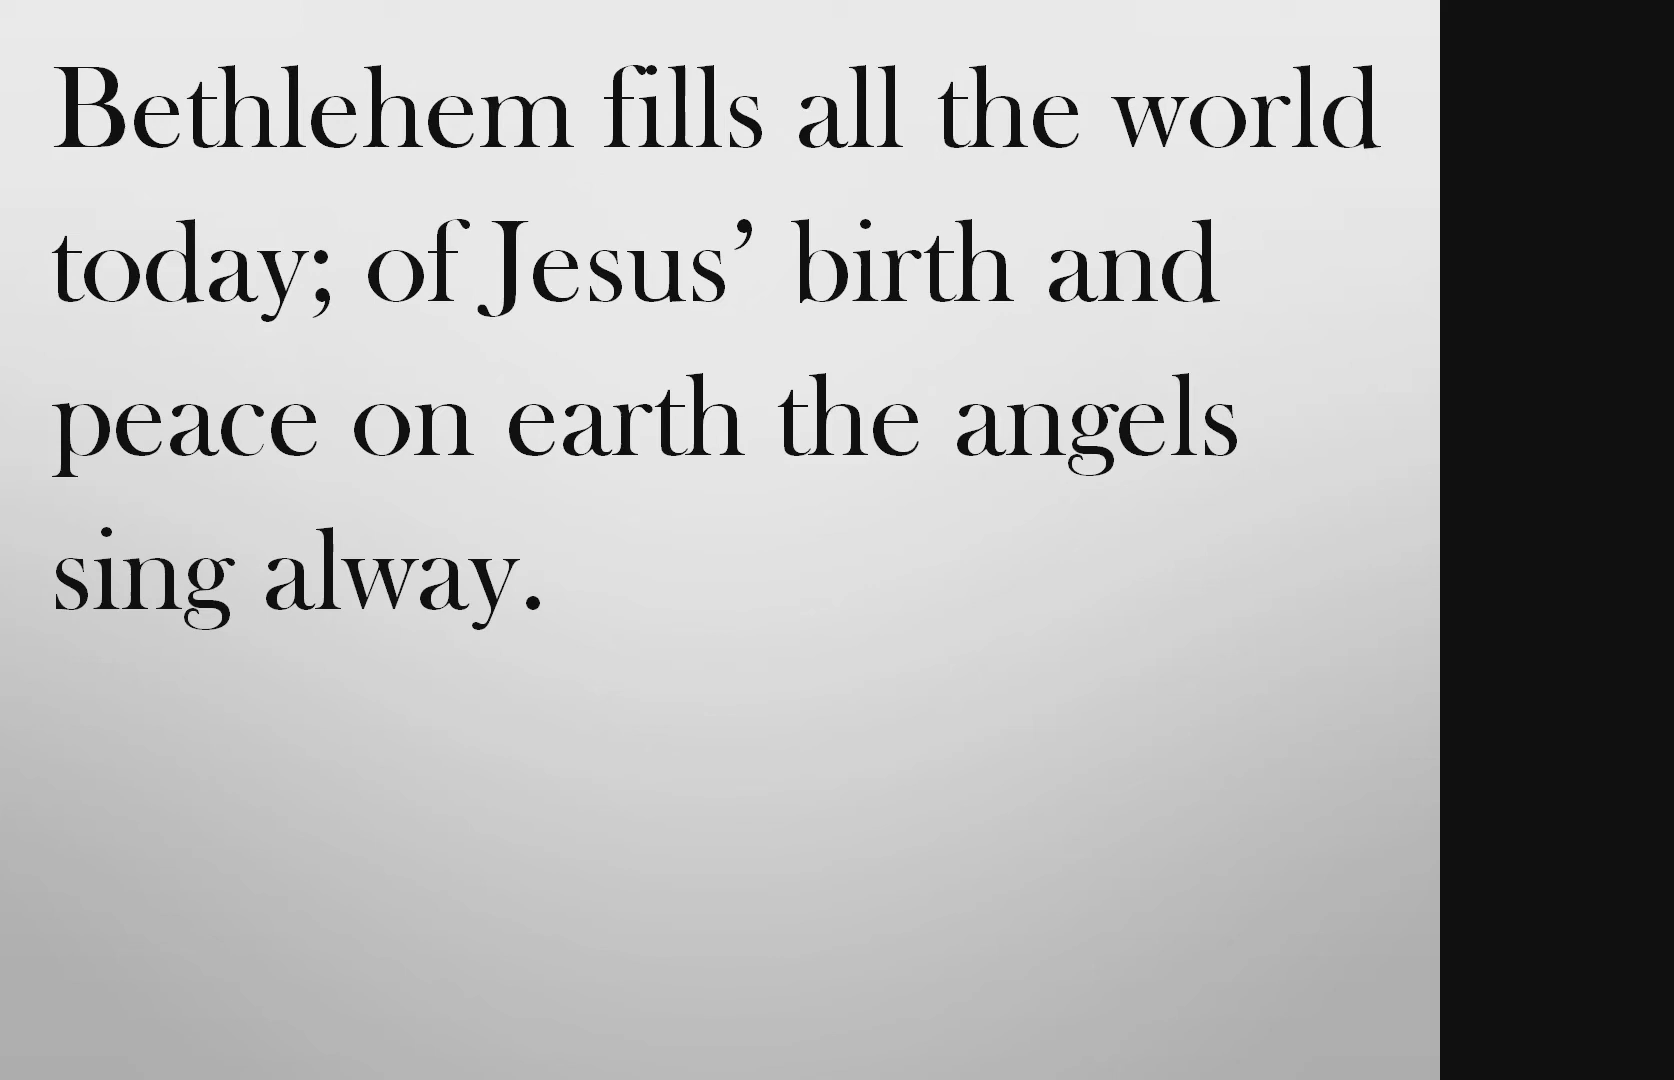 Bethlehem fills all the world
today; of Jesus’ birth and
peace on earth the angels
sing alway.